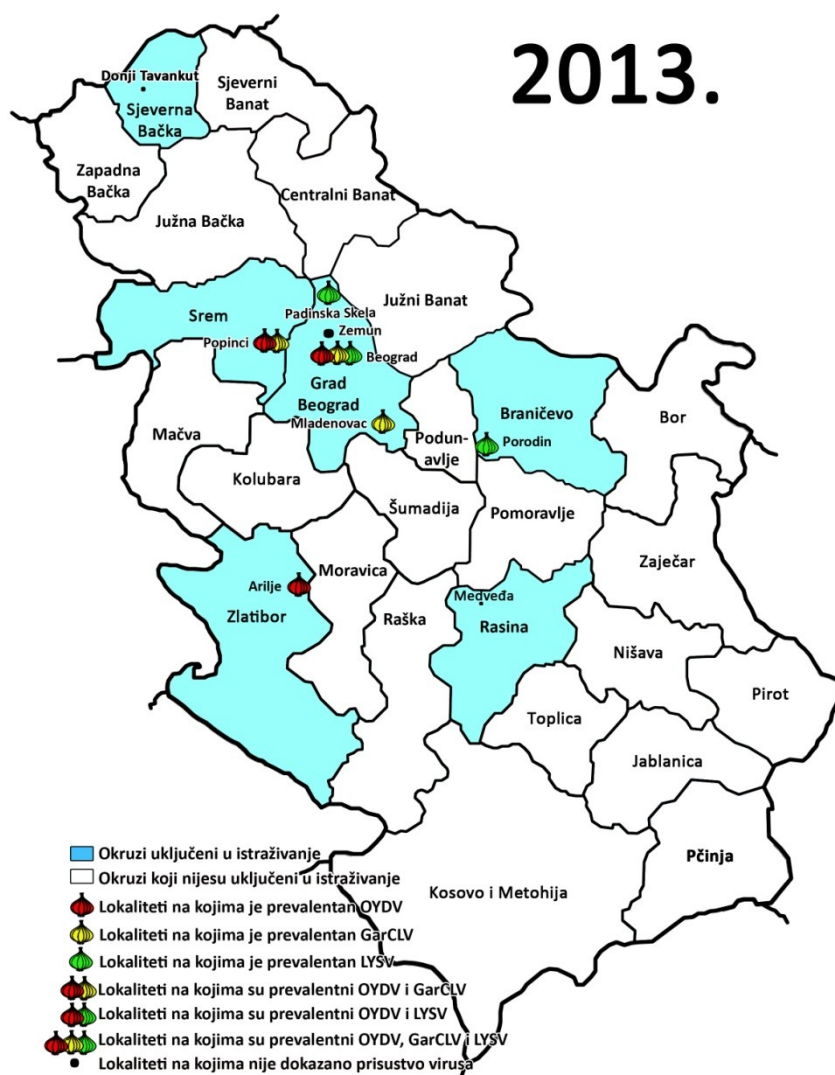 2013.
Donji Tavankut
Sjeverna
Bačka
Sjeverni
Banat
Zapadna
Bačka
Centralni Banat
Južna Bačka
Južni Banat
Srem
Padinska Skela
Zemun
Popinci
Beograd
Grad
Beograd
Mladenovac
Braničevo
Porodin
Bor
Mačva
Podun-
avlje
Kolubara
Šumadija
Pomoravlje
Zaječar
Moravica
Arilje
Zlatibor
Raška
Medveđa
Rasina
Nišava
Pirot
Toplica
Jablanica
Pčinja
Kosovo i Metohija
Okruzi uključeni u istraživanje
Okruzi koji nijesu uključeni u istraživanje
Lokaliteti na kojima je prevalentan OYDV
Lokaliteti na kojima je prevalentan GarCLV
Lokaliteti na kojima je prevalentan LYSV
Lokaliteti na kojima su prevalentni OYDV i GarCLV
Lokaliteti na kojima su prevalentni OYDV i LYSV
Lokaliteti na kojima su prevalentni OYDV, GarCLV i LYSV
Lokaliteti na kojima nije dokazano prisustvo virusa